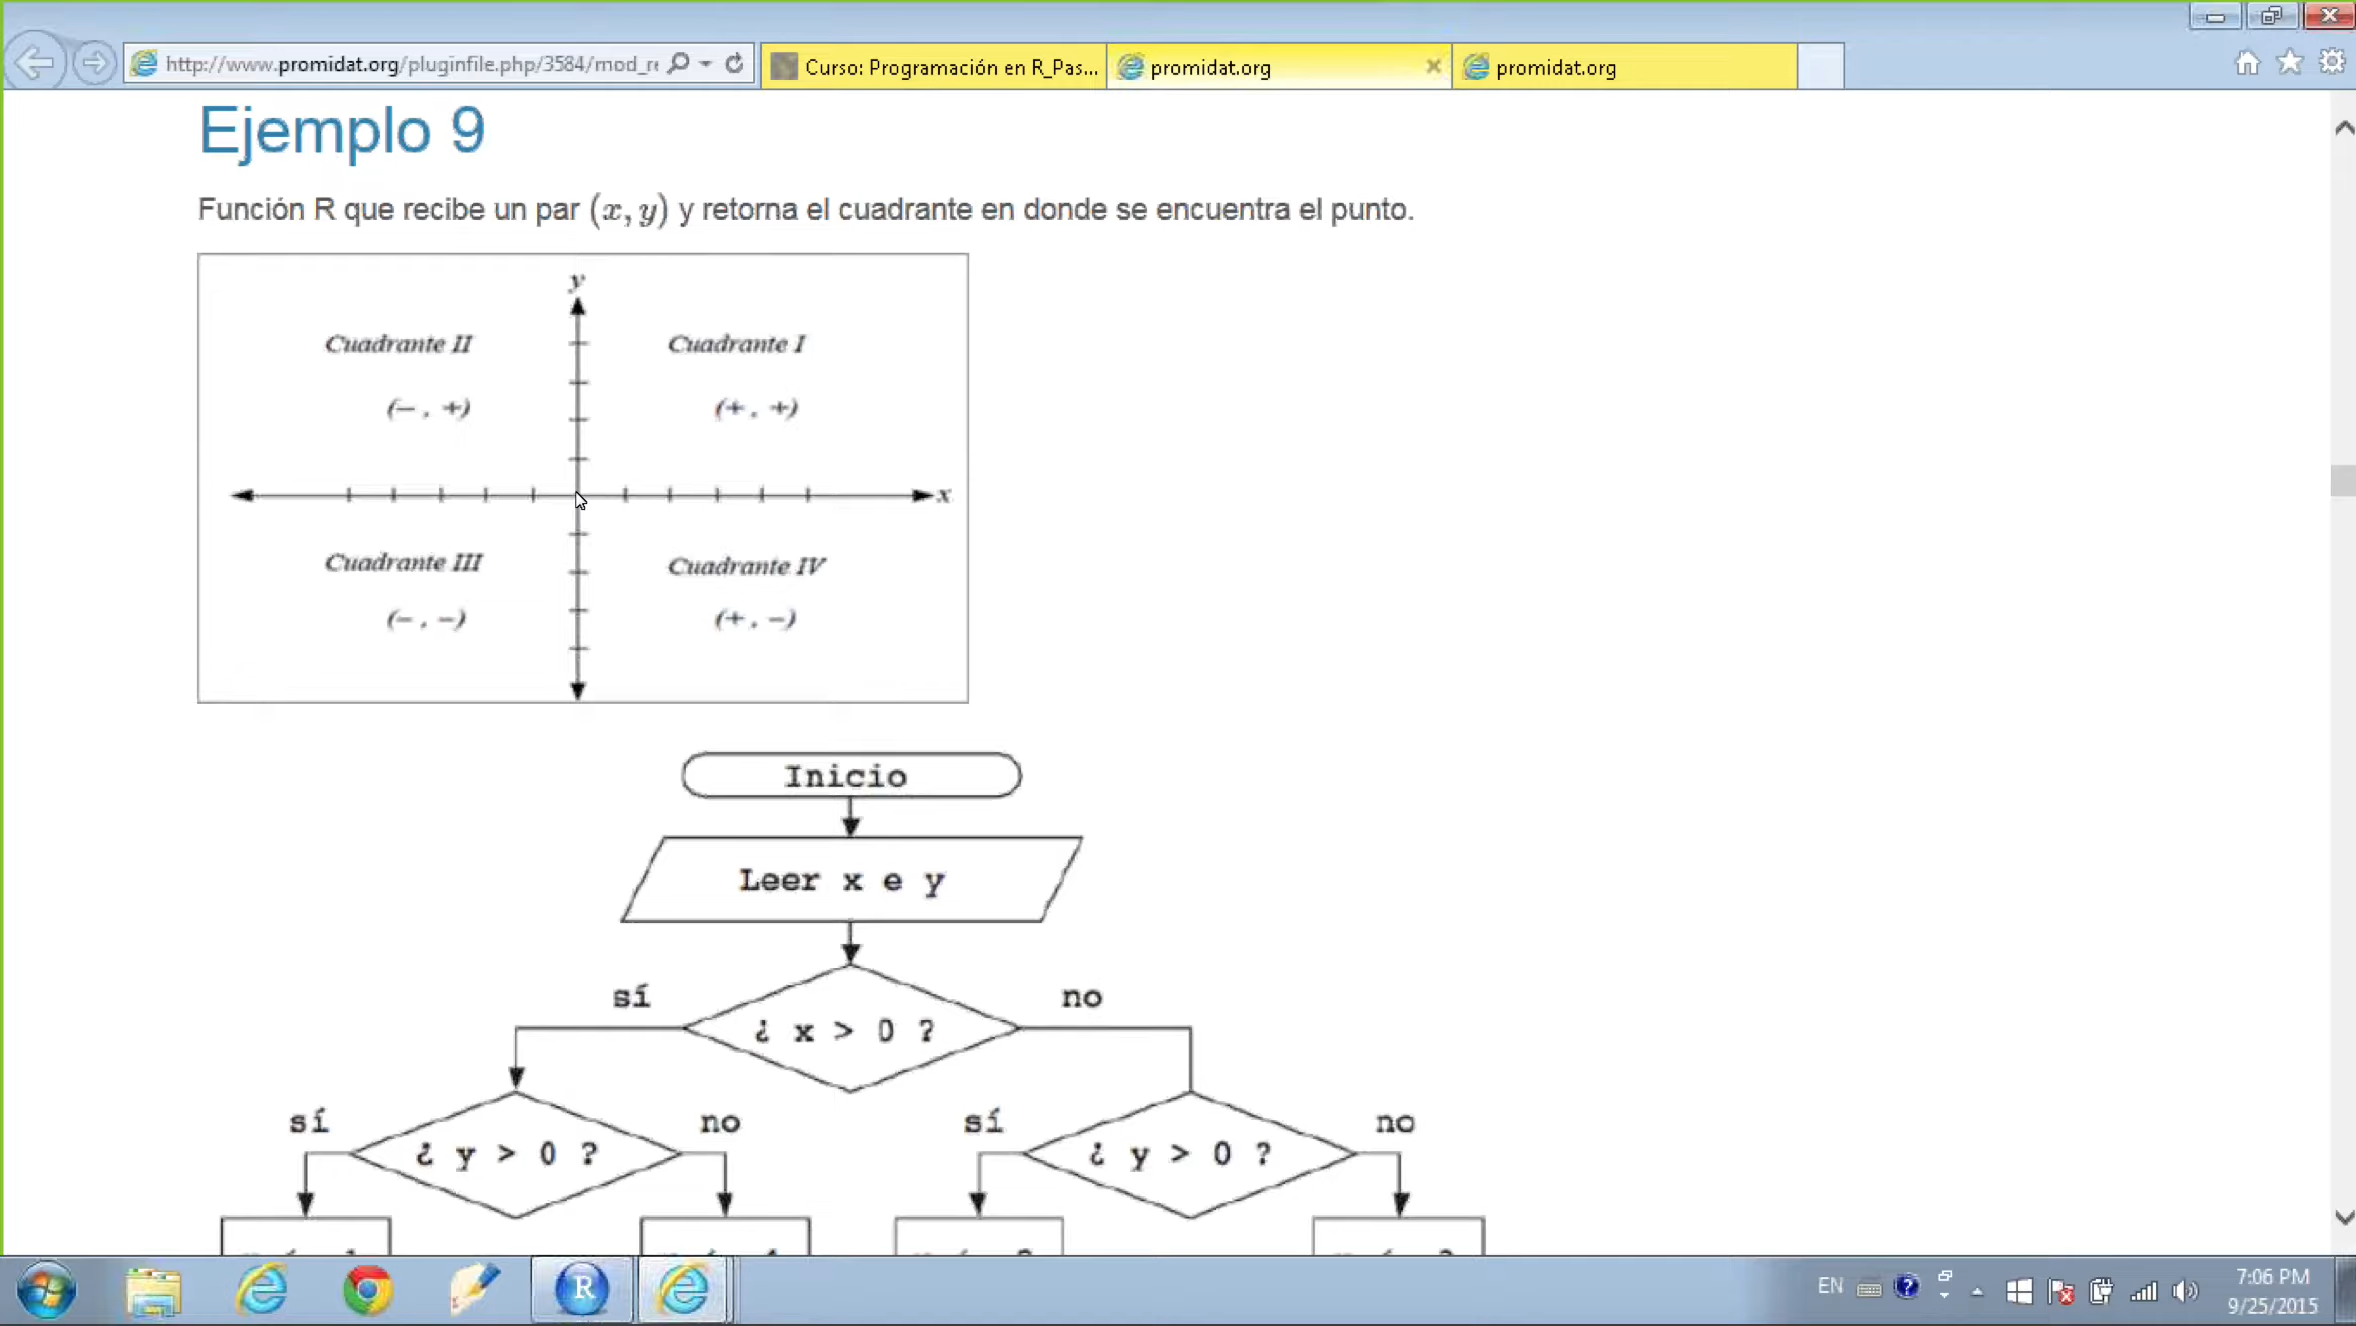 http://www.promidat.org/pluginfile.php/3584/mod_re
Curso: Programación en R_Pas...
promidat.org
promidat.org
Ejemplo 9
Función R que recibe un par (x, y) y retorna el cuadrante en donde se encuentra el punto.
y
Cuadrante II
Cuadrante I
(− , +)
(+ , +)
x
Cuadrante III
Cuadrante IV
(− , −)
(+ , −)
Inicio
Leer x e y
sí
no
¿ x > 0 ?
sí
no
sí
no
¿ y > 0 ?
¿ y > 0 ?
R
EN
7:06 PM
9/25/2015